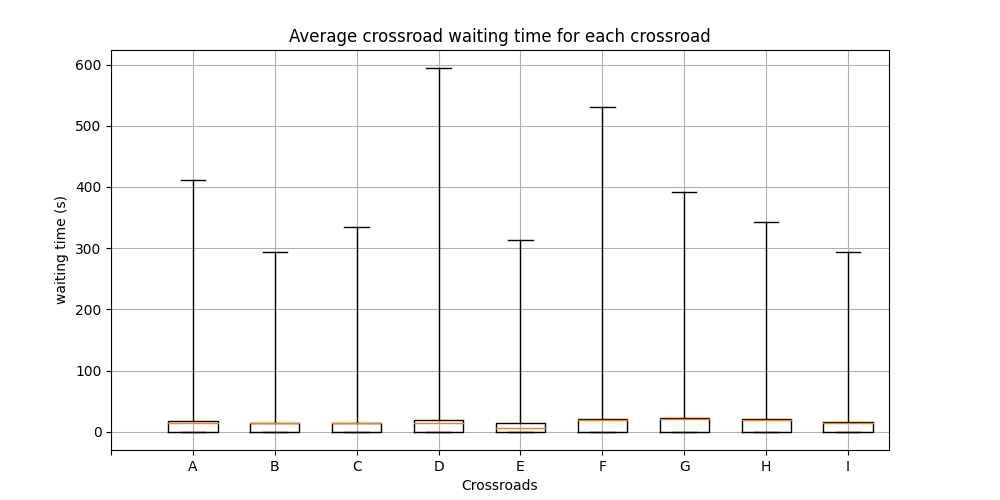 Average crossroad waiting time for each crossroad
600
500
400
300
200
100
0
waiting time (s)
A B C D E F G H I
Crossroads